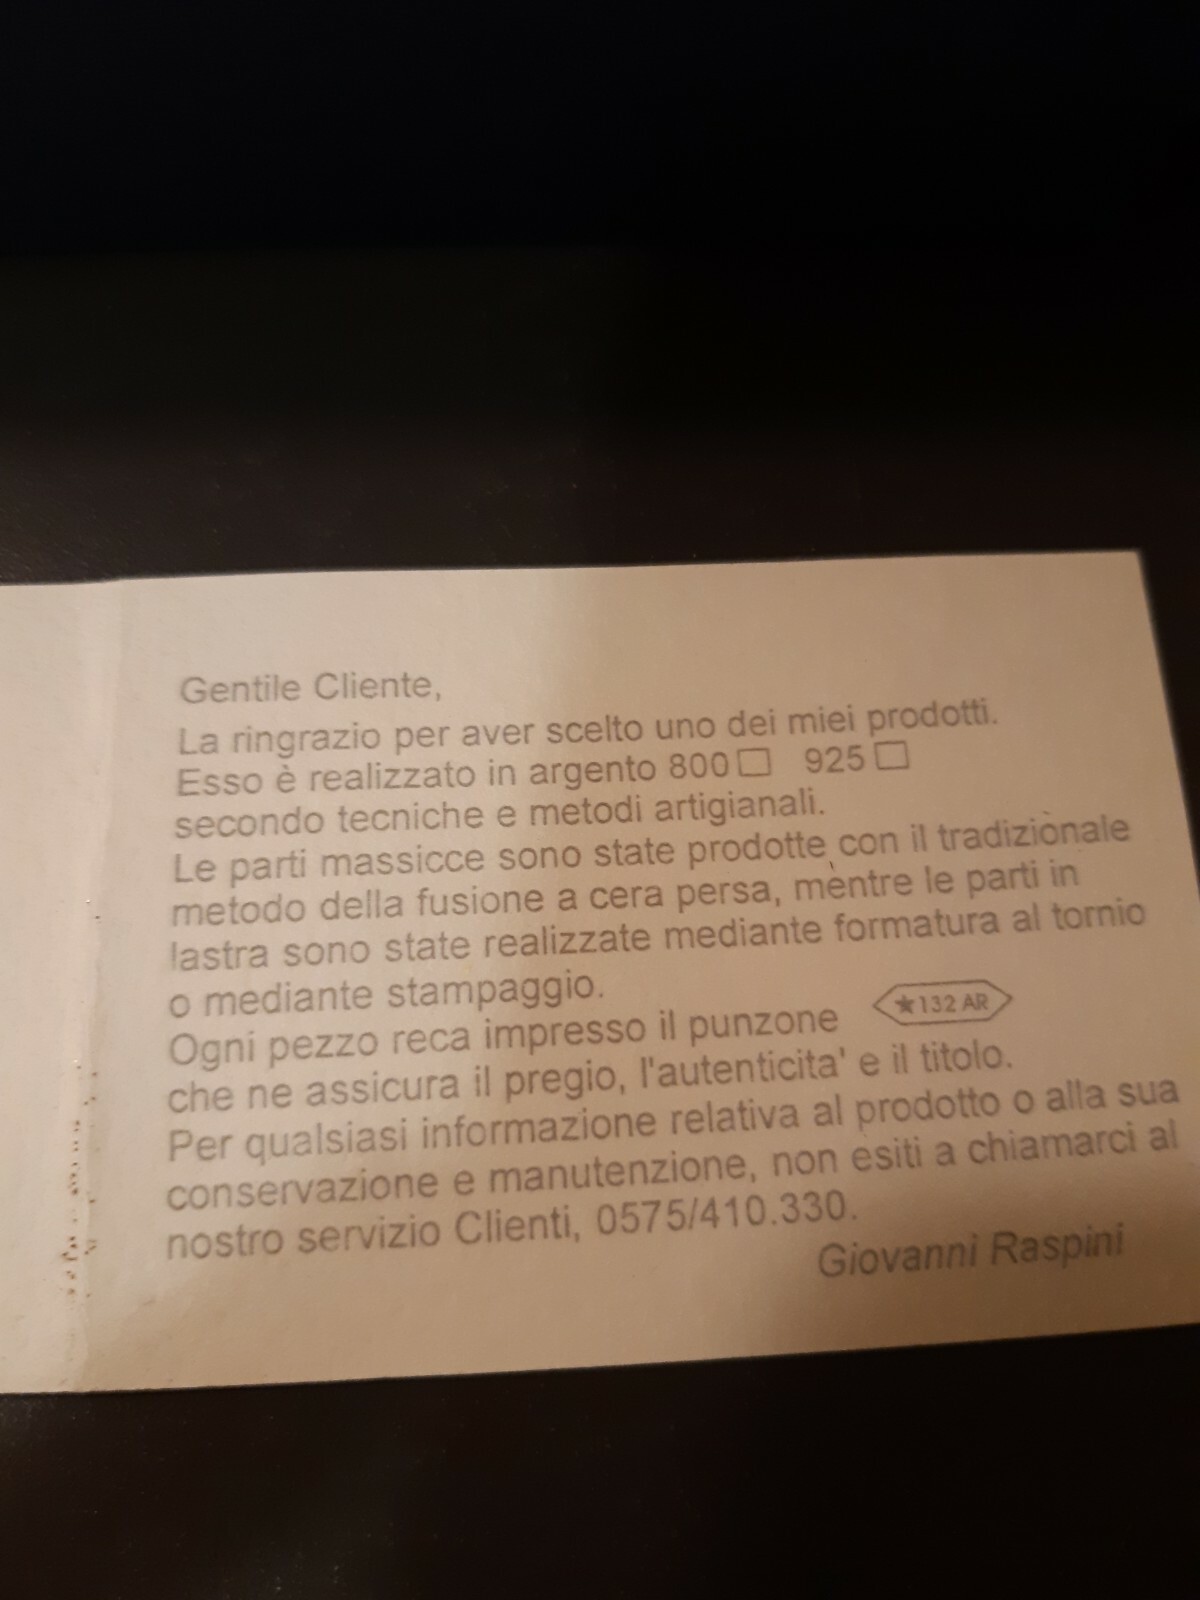 Gentile Cliente,
La ringrazio per aver scelto uno dei miei prodotti.
Esso è realizzato in argento 800 □ 925 □
secondo tecniche e metodi artigianali.
Le parti massicce sono state prodotte con il tradizionale
metodo della fusione a cera persa, mentre le parti in
lastra sono state realizzate mediante formatura al tornio
o mediante stampaggio.
Ogni pezzo reca impresso il punzone ★132 AR
che ne assicura il pregio, l'autenticita' e il titolo.
Per qualsiasi informazione relativa al prodotto o alla sua
conservazione e manutenzione, non esiti a chiamarci al
nostro servizio Clienti, 0575/410.330.
Giovanni Raspini